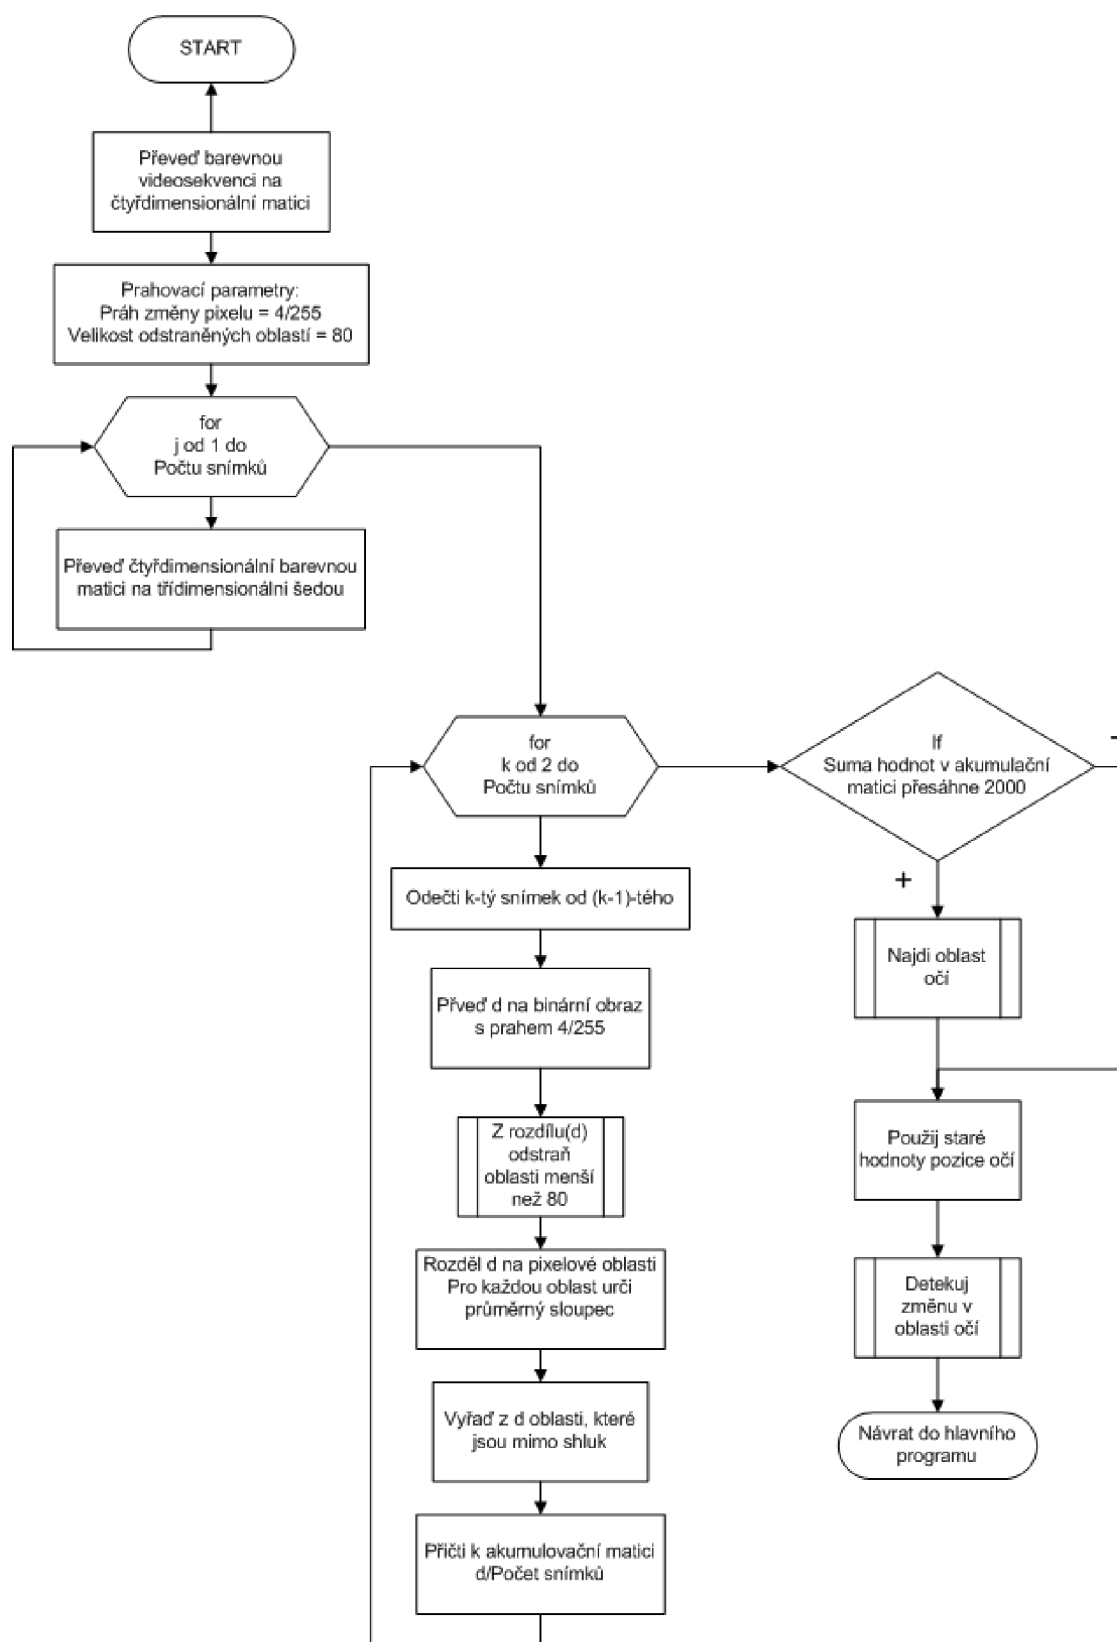 START
Převeď barevnou
videosekvenci na
čtyřdimensionální matici
Prahovací parametry:
Práh změny pixelu = 4/255
Velikost odstraněných oblastí = 80
for
j od 1 do
Počtu snímků
Převeď čtyřdimensionální barevnou
matici na třídimensionální šedou
for
k od 2 do
Počtu snímků
If
Suma hodnot v akumulační
matici přesáhne 2000
+
Odečti k-tý snímek od (k-1)-tého
Přveď d na binární obraz
s prahem 4/255
Z rozdílu(d)
odstraň
oblasti menší
než 80
Rozděl d na pixelové oblasti
Pro každou oblast urči
průměrný sloupec
Vyřaď z d oblasti, které
jsou mimo shluk
Přičti k akumulovační matici
d/Počet snímků
Najdi oblast
očí
Použij staré
hodnoty pozice očí
Detekuj
změnu v
oblasti očí
Návrat do hlavního
programu